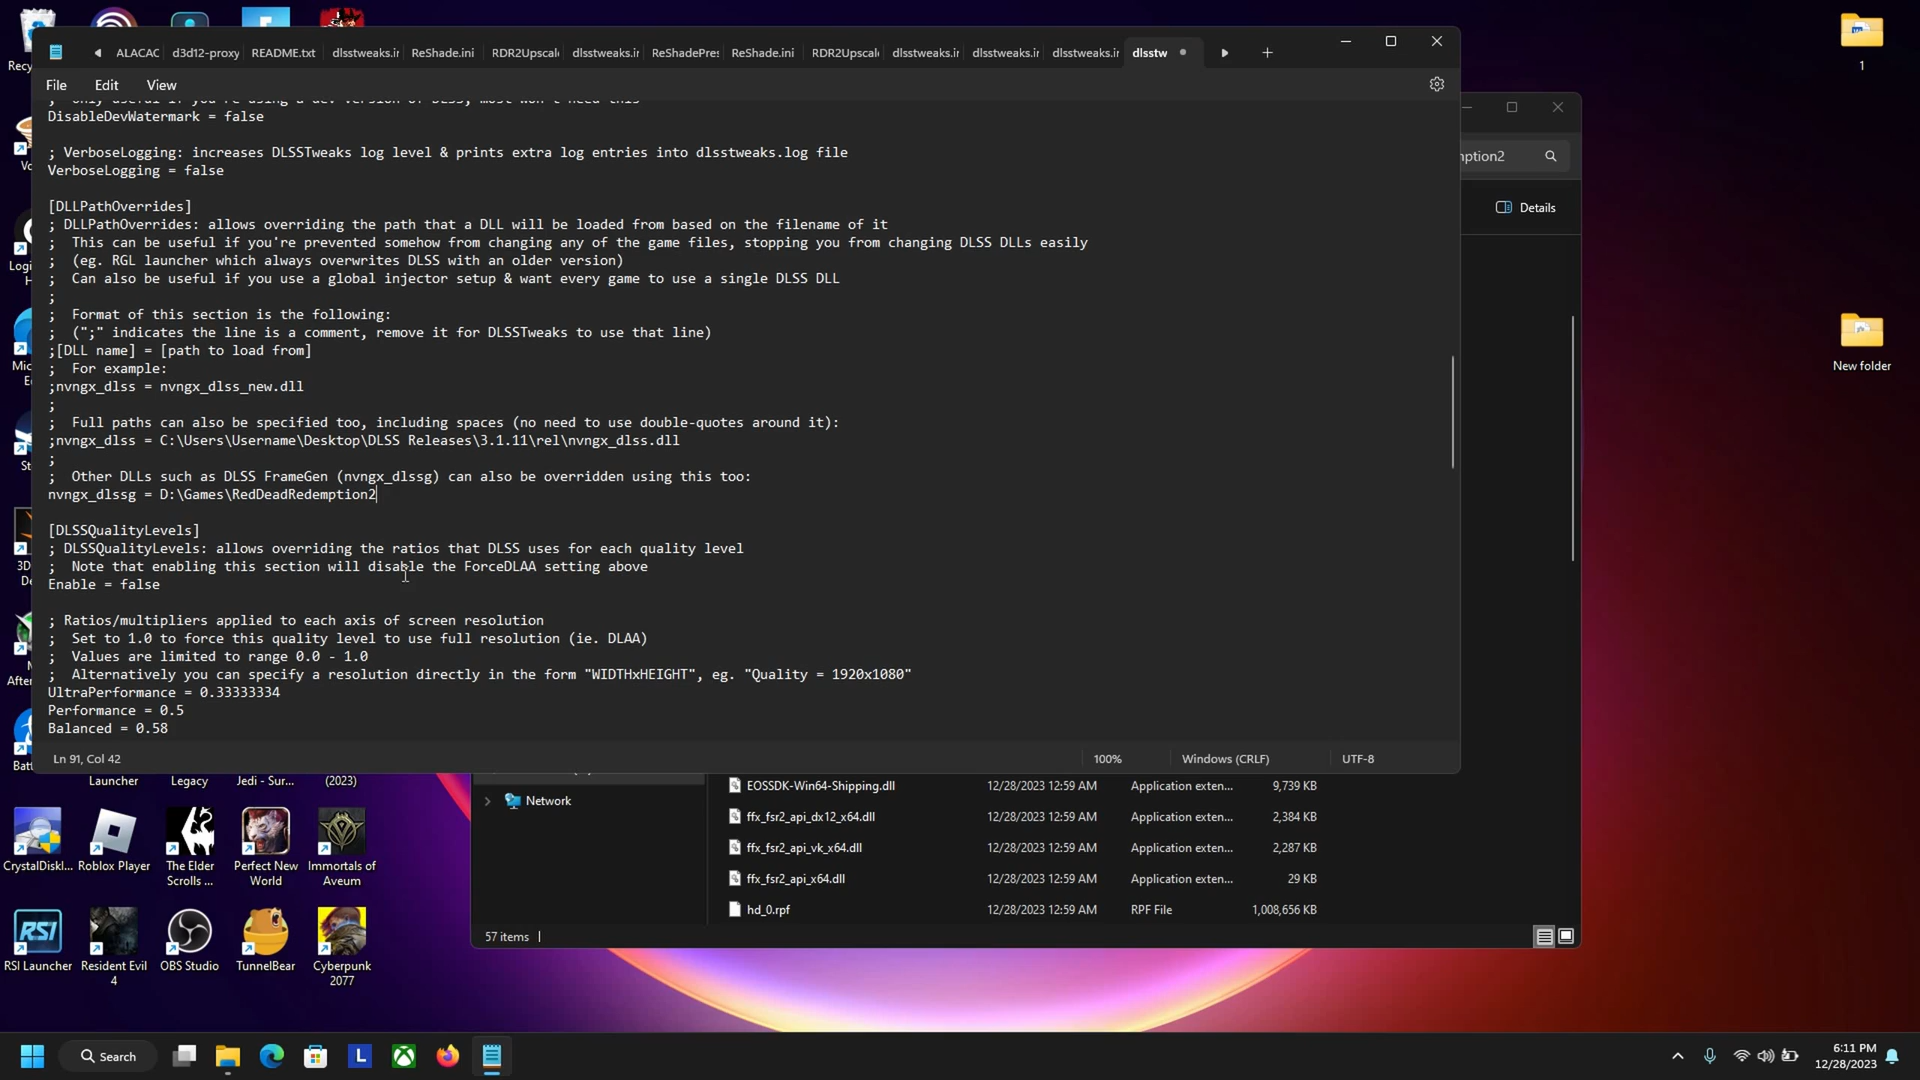 ALACAC
d3d12-proxy
README.txt
dlsstweaks.ir
ReShade.ini
RDR2Upscal
dlsstweaks.ir
ReShadePre
ReShade.ini
RDR2Upscal
dlsstweaks.ir
dlsstweaks.ir
dlsstweaks.ir
dlsstw
File
Edit
View
DisableDevWatermark = false
; VerboseLogging: increases DLSSTweaks log level & prints extra log entries into dlsstweaks.log file
VerboseLogging = false
[DLLPathOverrides]
; DLLPathOverrides: allows overriding the path that a DLL will be loaded from based on the filename of it
;  This can be useful if you're prevented somehow from changing any of the game files, stopping you from changing DLSS DLLs easily
;  (eg. RGL launcher which always overwrites DLSS with an older version)
;  Can also be useful if you use a global injector setup & want every game to use a single DLSS DLL
;
;  Format of this section is the following:
;  (";" indicates the line is a comment, remove it for DLSSTweaks to use that line)
;[DLL name] = [path to load from]
;  For example:
;nvngx_dlss = nvngx_dlss_new.dll
;
;  Full paths can also be specified too, including spaces (no need to use double-quotes around it):
;nvngx_dlss = C:\Users\Username\Desktop\DLSS Releases\3.1.11\rel\nvngx_dlss.dll
;
;  Other DLLs such as DLSS FrameGen (nvngx_dlssg) can also be overridden using this too:
nvngx_dlssg = D:\Games\RedDeadRedemption2
[DLSSQualityLevels]
; DLSSQualityLevels: allows overriding the ratios that DLSS uses for each quality level
;  Note that enabling this section will disable the ForceDLAA setting above
Enable = false
; Ratios/multipliers applied to each axis of screen resolution
;  Set to 1.0 to force this quality level to use full resolution (ie. DLAA)
;  Values are limited to range 0.0 - 1.0
;  Alternatively you can specify a resolution directly in the form "WIDTHxHEIGHT", eg. "Quality = 1920x1080"
UltraPerformance = 0.33333334
Performance = 0.5
Balanced = 0.58
Ln 91, Col 42
100%
Windows (CRLF)
UTF-8
mption2
Details
1
New folder
Network
EOSSDK-Win64-Shipping.dll 12/28/2023 12:59 AM Application exten... 9,739 KB
ffx_fsr2_api_dx12_x64.dll 12/28/2023 12:59 AM Application exten... 2,384 KB
ffx_fsr2_api_vk_x64.dll 12/28/2023 12:59 AM Application exten... 2,287 KB
ffx_fsr2_api_x64.dll 12/28/2023 12:59 AM Application exten... 29 KB
hd_0.rpf 12/28/2023 12:59 AM RPF File 1,008,656 KB
57 items
Launcher
Legacy
Jedi - Sur...
(2023)
CrystalDiskI...
Roblox Player
The Elder
Scrolls ...
Perfect New
World
Immortals of
Aveum
RSI
RSI Launcher
Resident Evil
4
OBS Studio
TunnelBear
Cyberpunk
2077
Search
L
6:11 PM
12/28/2023